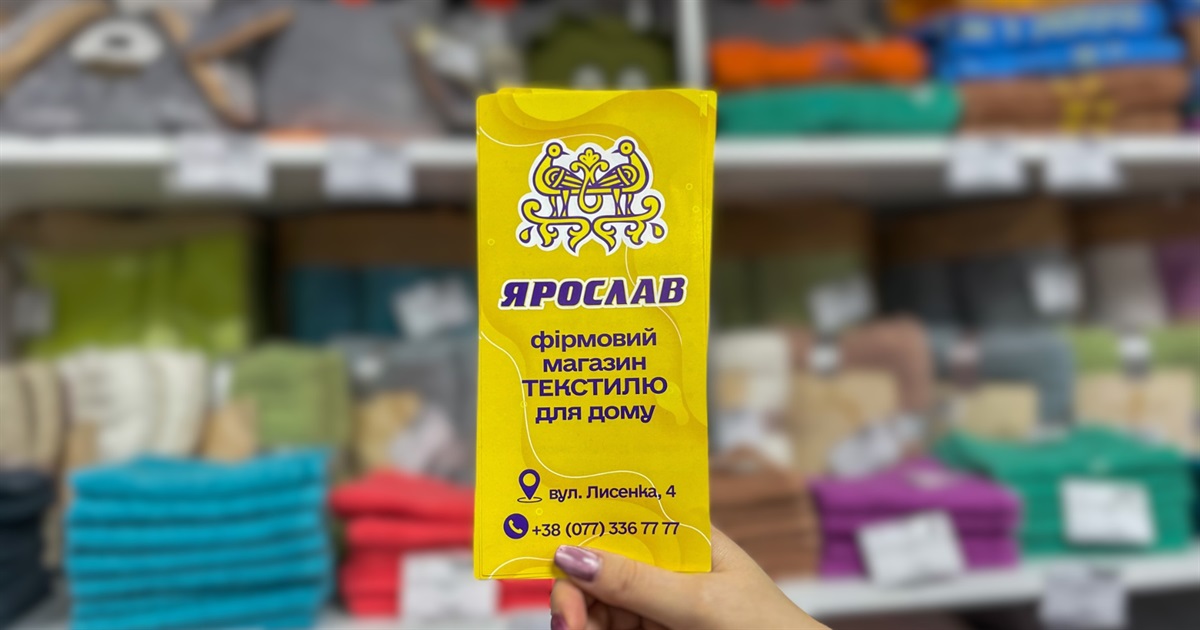 ЯРОСЛАВ
фірмовий
магазин
ТЕКСТИЛЮ
для дому
вул. Лисенка, 4
+38 (077) 336 77 77